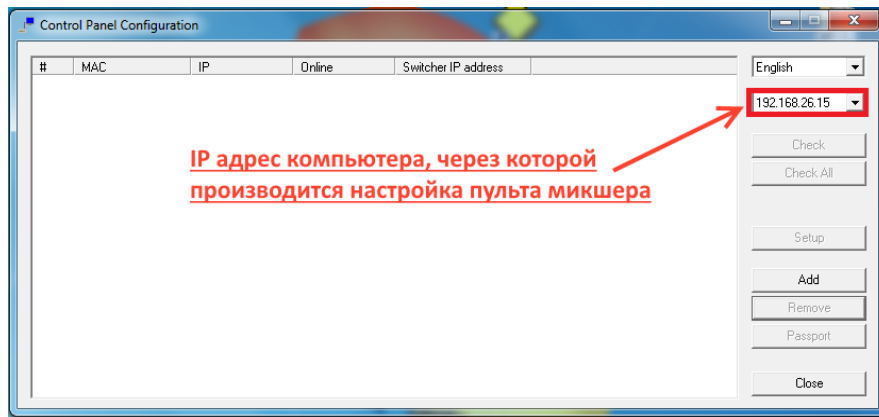 Control Panel Configuration
# MAC IP Online Switcher IP address
English
192.168.26.15
IP адрес компьютера, через которой
производится настройка пульта микшера
Check
Check All
Setup
Add
Remove
Passport
Close